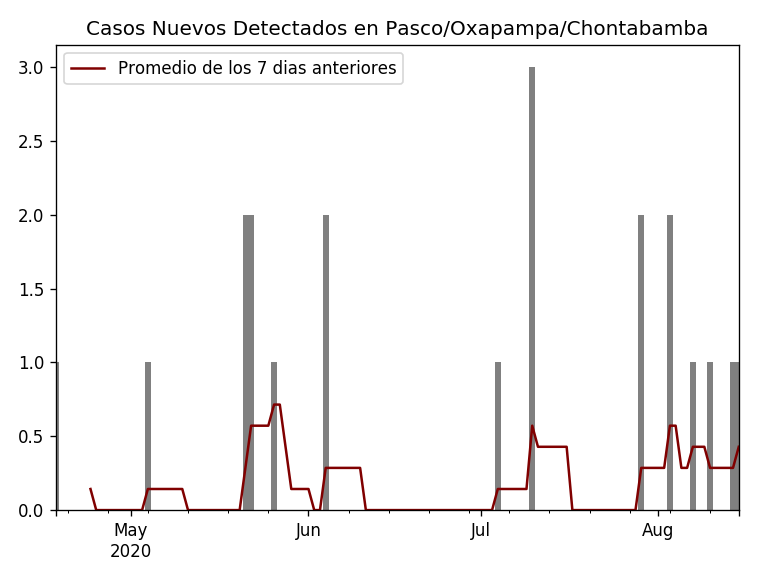 Casos Nuevos Detectados en Pasco/Oxapampa/Chontabamba
Promedio de los 7 dias anteriores
3.0
2.5
2.0
1.5
1.0
0.5
0.0
May Jun Jul Aug
2020